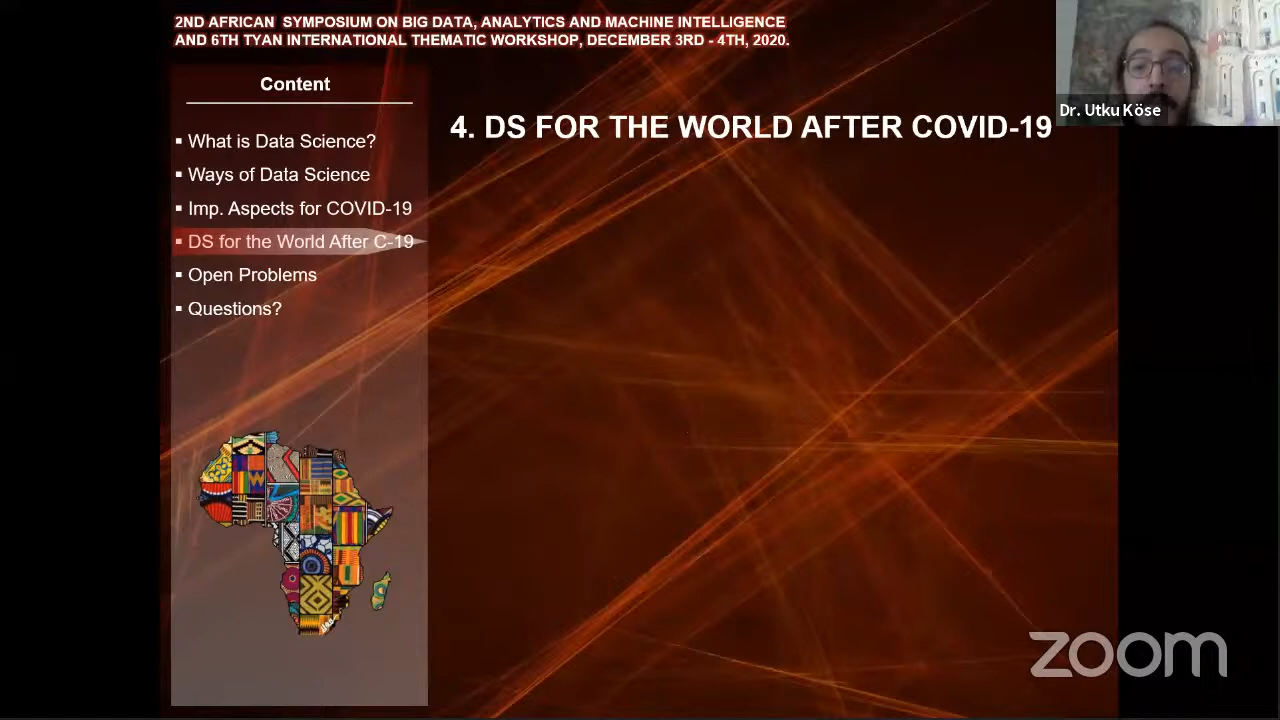 2ND AFRICAN SYMPOSIUM ON BIG DATA, ANALYTICS AND MACHINE INTELLIGENCE
AND 6TH TYAN INTERNATIONAL THEMATIC WORKSHOP, DECEMBER 3RD - 4TH, 2020.
Content
▪ What is Data Science?
▪ Ways of Data Science
▪ Imp. Aspects for COVID-19
▪ DS for the World After C-19
▪ Open Problems
▪ Questions?
4. DS FOR THE WORLD AFTER COVID-19
Dr. Utku Köse
zoom